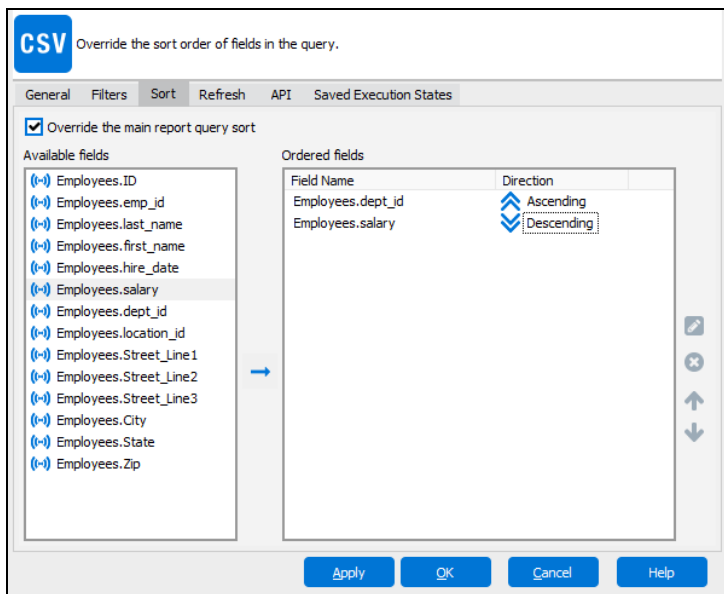 CSV Override the sort order of fields in the query.
General Filters Sort Refresh API Saved Execution States
Override the main report query sort
Available fields
Employees.ID
Employees.emp_id
Employees.last_name
Employees.first_name
Employees.hire_date
Employees.salary
Employees.dept_id
Employees.location_id
Employees.Street_Line1
Employees.Street_Line2
Employees.Street_Line3
Employees.City
Employees.State
Employees.Zip
Ordered fields
Field Name Direction
Employees.dept_id Ascending
Employees.salary Descending
Apply OK Cancel Help